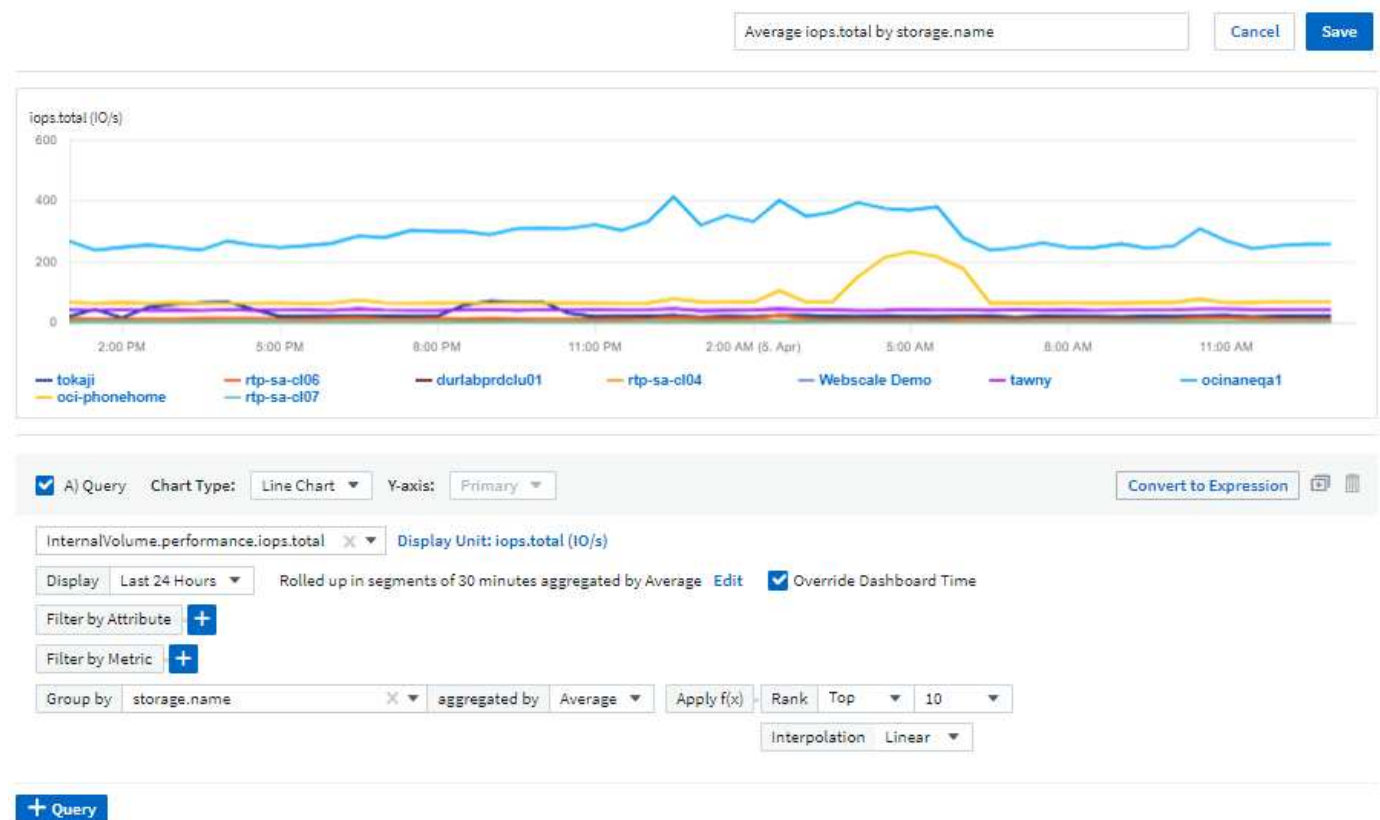 Average iops.total by storage.name Cancel Save
iops.total (IO/s)
600
400
200
0
2:00 PM 5:00 PM 8:00 PM 11:00 PM 2:00 AM (5. Apr) 5:00 AM 8:00 AM 11:00 AM
tokaji rtp-sa-cl06 durlabprdclu01 rtp-sa-cl04 Webscale Demo tawny ocinaneqa1
oci-phonehome rtp-sa-cl07
A) Query Chart Type: Line Chart Y-axis: Primary Convert to Expression
InternalVolume.performance.iops.total Display Unit: iops.total (IO/s)
Display Last 24 Hours Rolled up in segments of 30 minutes aggregated by Average Edit Override Dashboard Time
Filter by Attribute +
Filter by Metric +
Group by storage.name aggregated by Average Apply f(x) Rank Top 10
Interpolation Linear
+ Query